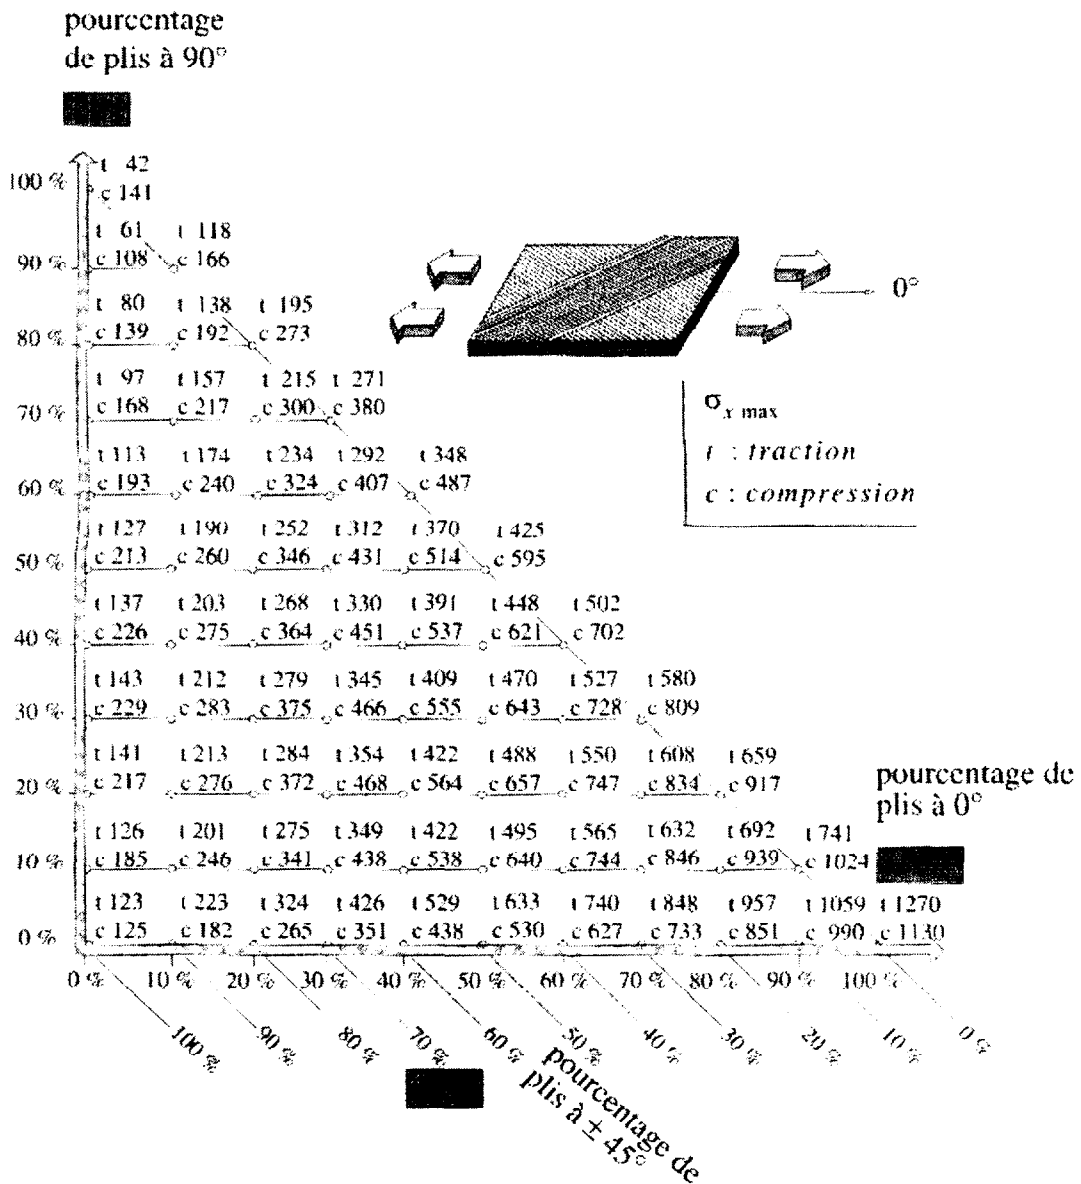 pourcentage
de plis à 90°
100 %
t 42
c 141
t 61 t 118
90 % c 108 c 166
t 80 t 138 t 195
80 % c 139 c 192 c 273
0°
t 97 t 157 t 215 t 271
70 % c 168 c 217 c 300 c 380
σx max
t : traction
c : compression
t 113 t 174 t 234 t 292 t 348
60 % c 193 c 240 c 324 c 407 c 487
t 127 t 190 t 252 t 312 t 370 t 425
50 % c 213 c 260 c 346 c 431 c 514 c 595
t 137 t 203 t 268 t 330 t 391 t 448 t 502
40 % c 226 c 275 c 364 c 451 c 537 c 621 c 702
t 143 t 212 t 279 t 345 t 409 t 470 t 527 t 580
30 % c 229 c 283 c 375 c 466 c 555 c 643 c 728 c 809
t 141 t 213 t 284 t 354 t 422 t 488 t 550 t 608 t 659
20 % c 217 c 276 c 372 c 468 c 564 c 657 c 747 c 834 c 917
pourcentage de
plis à 0°
t 126 t 201 t 275 t 349 t 422 t 495 t 565 t 632 t 692 t 741
10 % c 185 c 246 c 341 c 438 c 538 c 640 c 744 c 846 c 939 c 1024
t 123 t 223 t 324 t 426 t 529 t 633 t 740 t 848 t 957 t 1059 t 1270
0 % c 125 c 182 c 265 c 351 c 438 c 530 c 627 c 733 c 851 c 990 c 1130
0 % 10 % 20 % 30 % 40 % 50 % 60 % 70 % 80 % 90 % 100 %
100 % 90 % 80 % 70 % 60 % 50 % 40 % 30 % 20 % 10 % 0 %
pourcentage de
plis à ± 45°